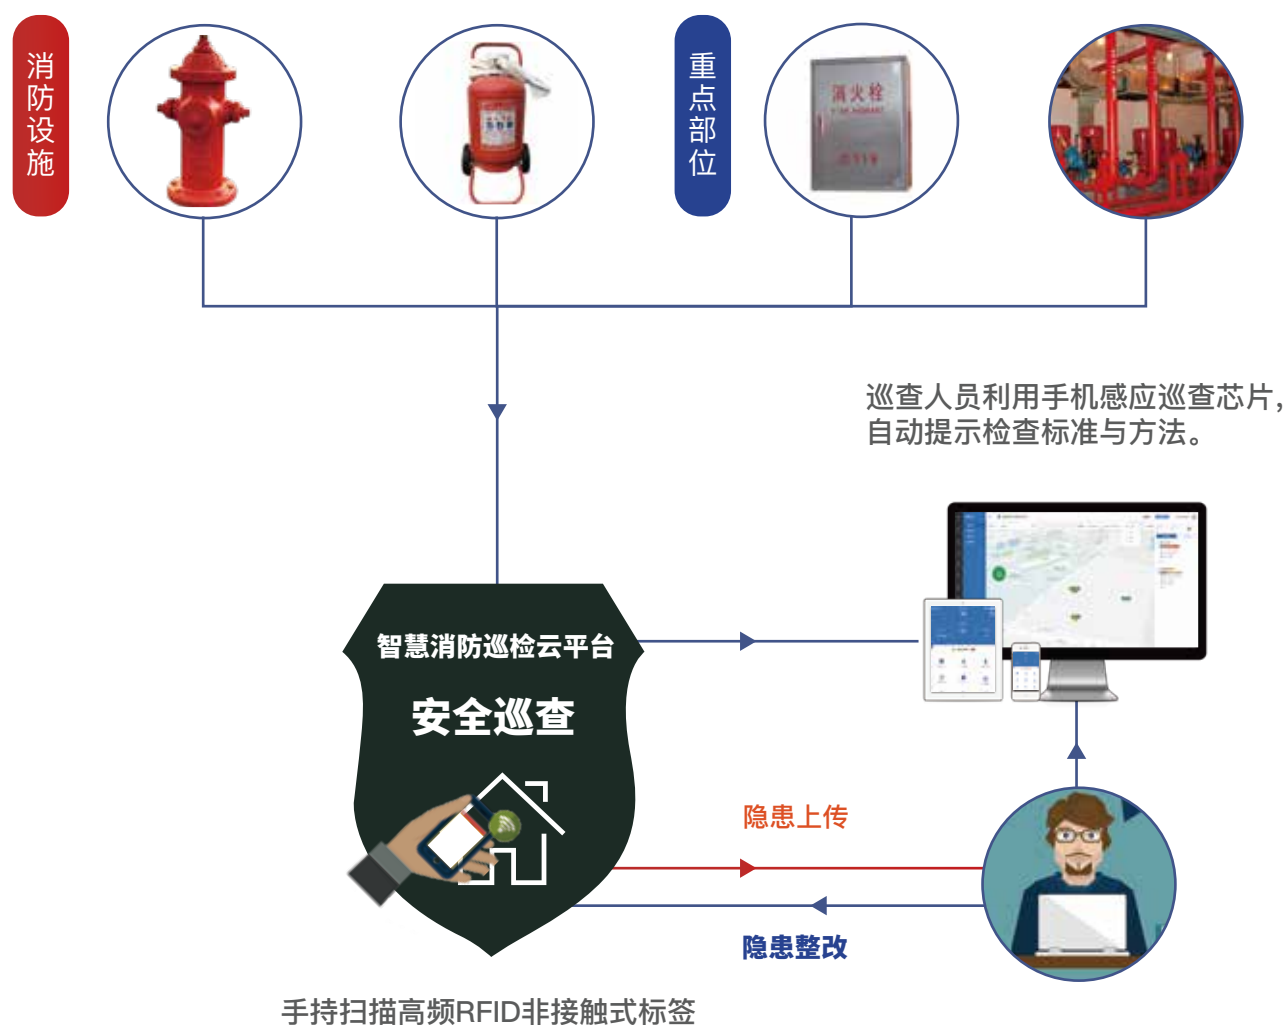 消防设施
重点部位
消火栓
巡查人员利用手机感应巡查芯片，
自动提示检查标准与方法。
智慧消防巡检云平台
安全巡查
隐患上传
隐患整改
手持扫描高频RFID非接触式标签